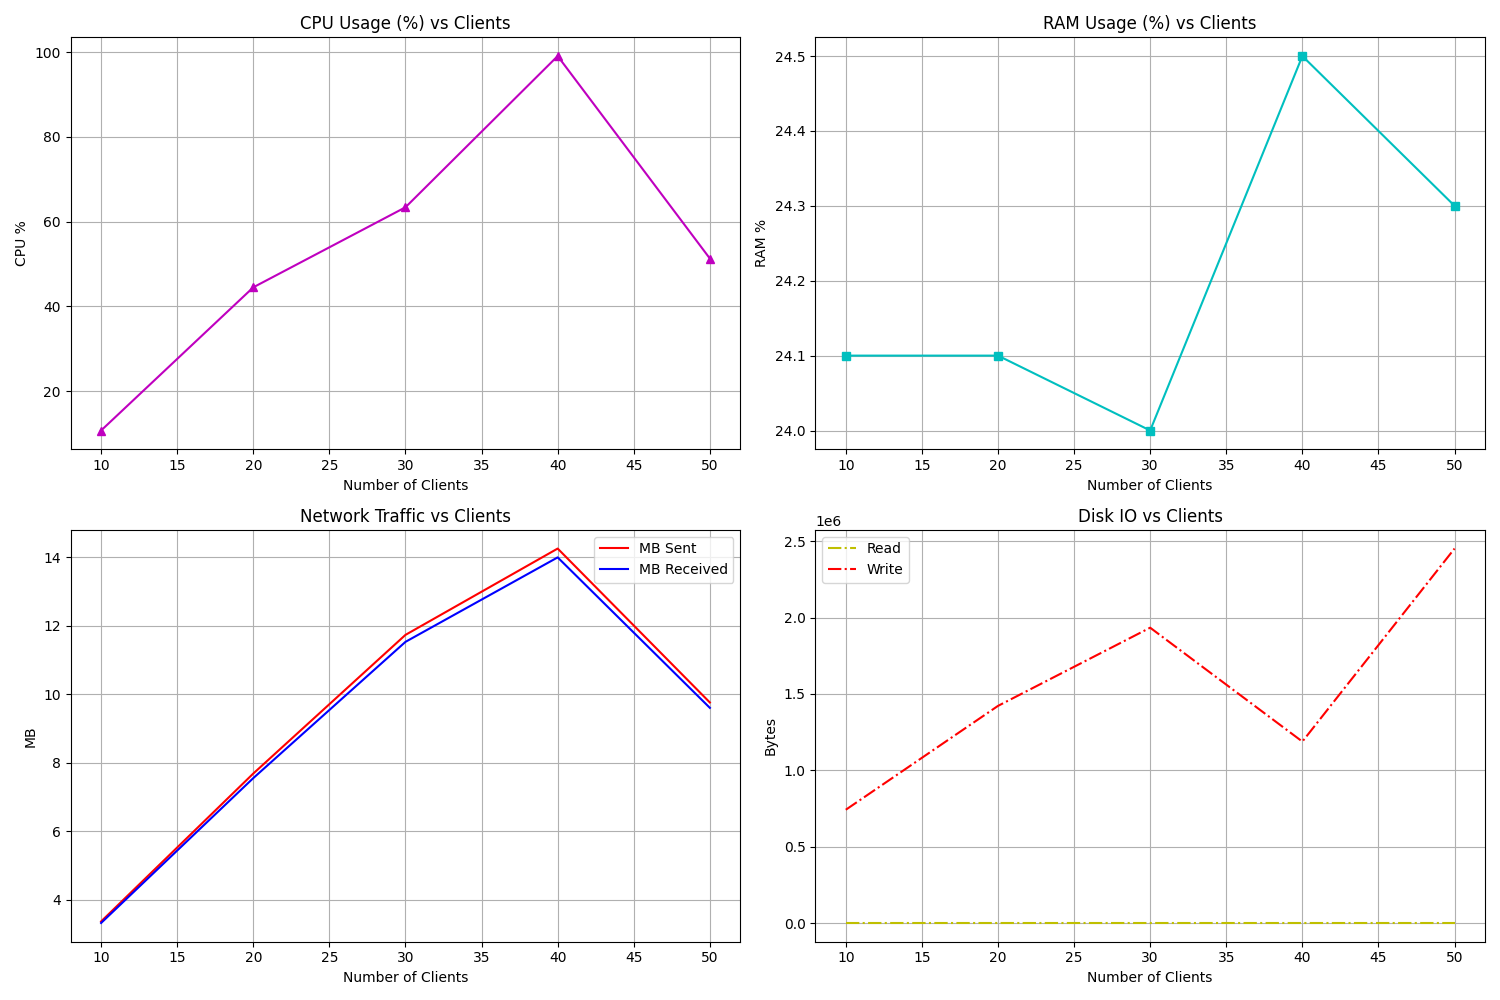 CPU Usage (%) vs Clients
100
80
60
40
20
CPU %
10 15 20 25 30 35 40 45 50
Number of Clients
RAM Usage (%) vs Clients
24.5
24.4
24.3
24.2
24.1
24.0
RAM %
10 15 20 25 30 35 40 45 50
Number of Clients
Network Traffic vs Clients
MB Sent
MB Received
14
12
10
8
6
4
MB
10 15 20 25 30 35 40 45 50
Number of Clients
Disk IO vs Clients
1e6
Read
Write
2.5
2.0
1.5
1.0
0.5
0.0
Bytes
10 15 20 25 30 35 40 45 50
Number of Clients